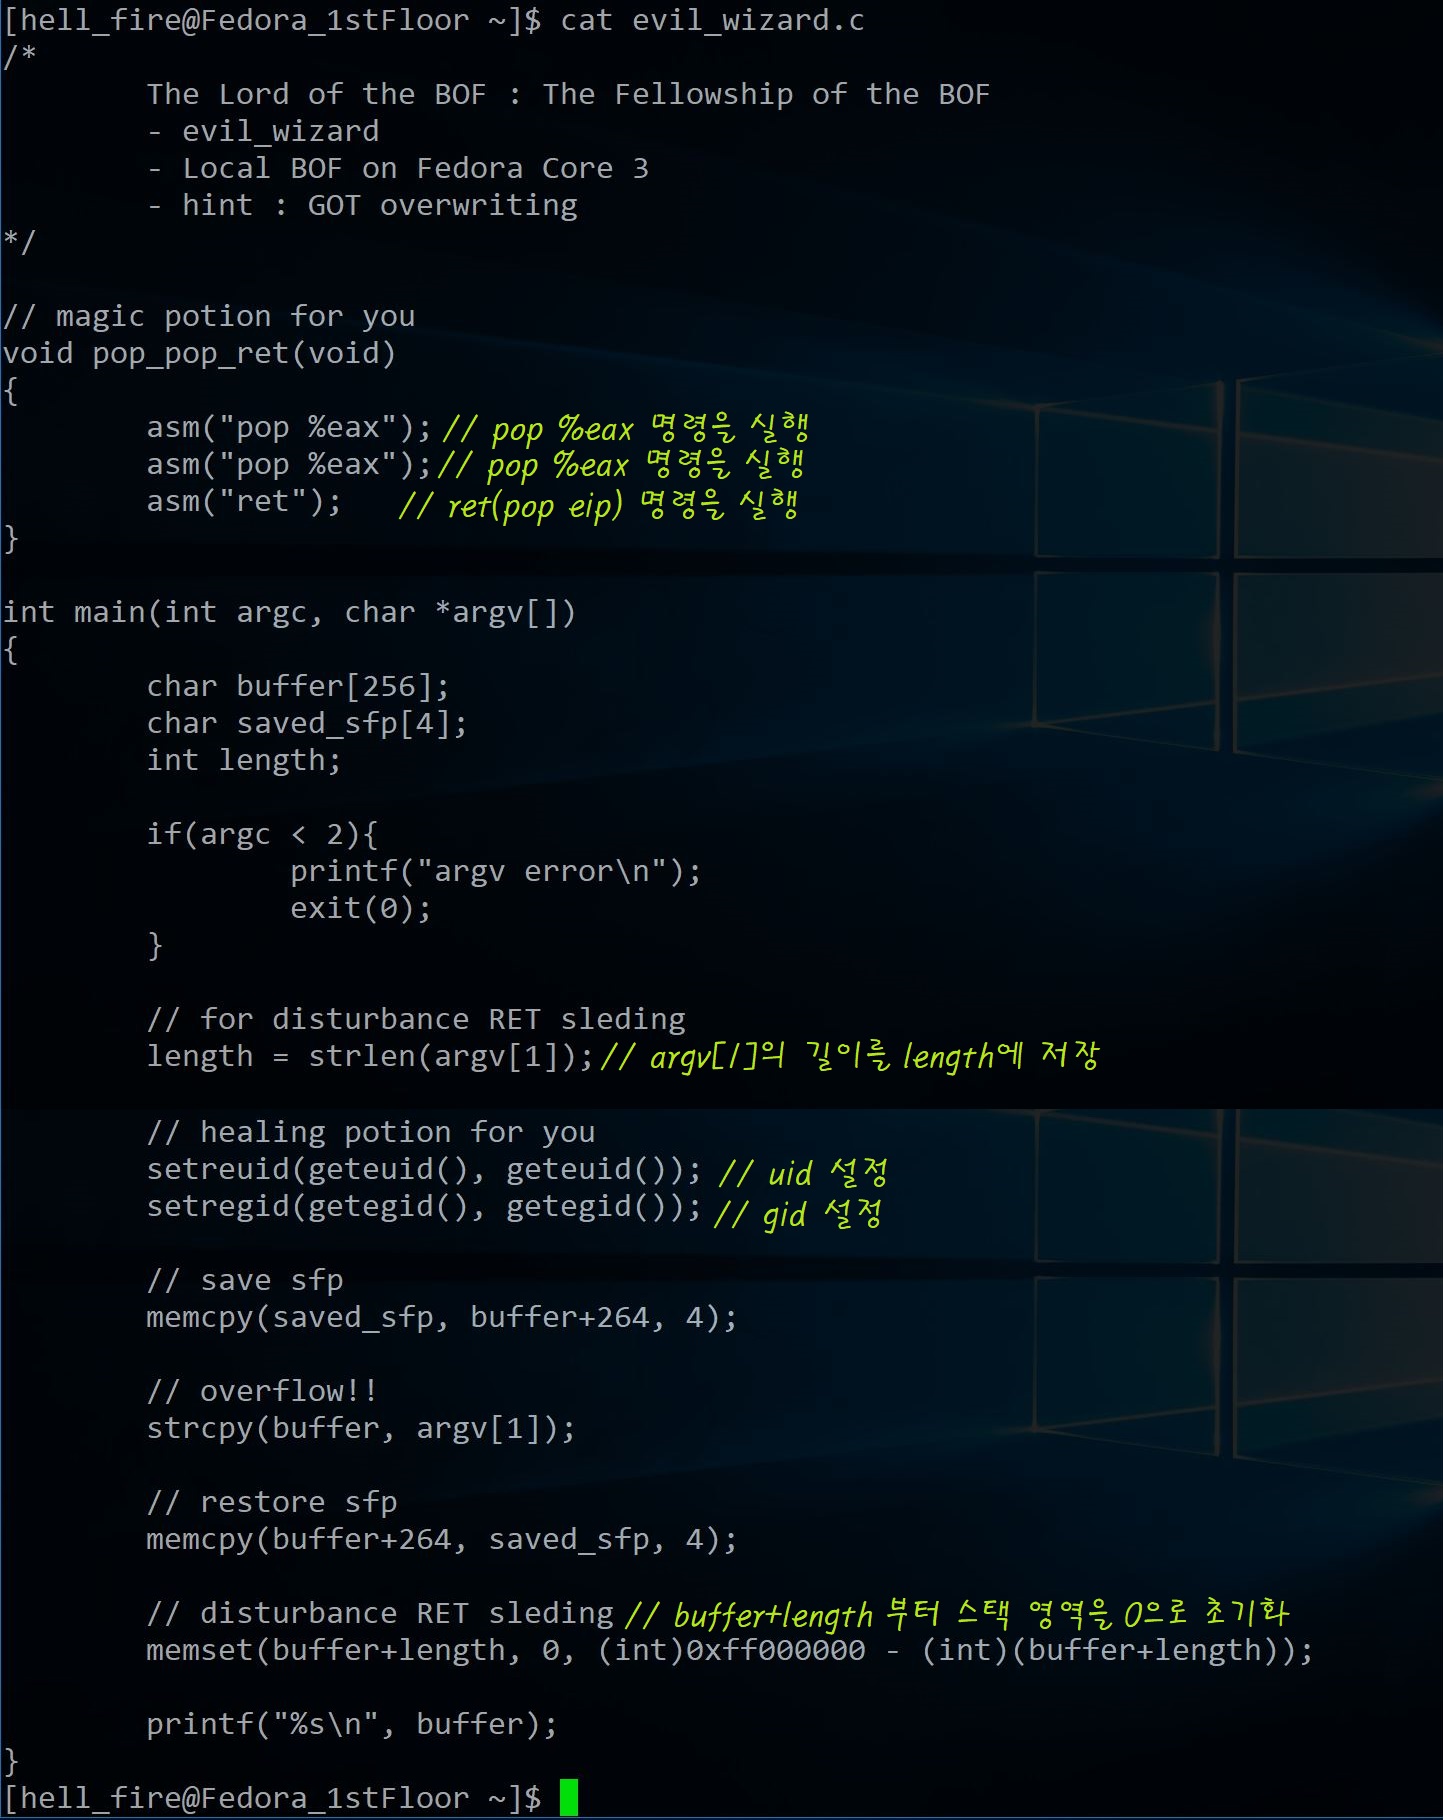 [hell_fire@Fedora_1stFloor ~]$ cat evil_wizard.c
/*
        The Lord of the BOF : The Fellowship of the BOF
        - evil_wizard
        - Local BOF on Fedora Core 3
        - hint : GOT overwriting
*/

// magic potion for you
void pop_pop_ret(void)
{
        asm("pop %eax"); // pop %eax 명령을 실행
        asm("pop %eax"); // pop %eax 명령을 실행
        asm("ret"); // ret(pop eip) 명령을 실행
}

int main(int argc, char *argv[])
{
        char buffer[256];
        char saved_sfp[4];
        int length;

        if(argc < 2){
                printf("argv error\n");
                exit(0);
        }

        // for disturbance RET sleding
        length = strlen(argv[1]); // argv[1]의 길이를 length에 저장

        // healing potion for you
        setreuid(geteuid(), geteuid()); // uid 설정
        setregid(getegid(), getegid()); // gid 설정

        // save sfp
        memcpy(saved_sfp, buffer+264, 4);

        // overflow!!
        strcpy(buffer, argv[1]);

        // restore sfp
        memcpy(buffer+264, saved_sfp, 4);

        // disturbance RET sleding // buffer+length 부터 스택 영역을 0으로 초기화
        memset(buffer+length, 0, (int)0xff000000 - (int)(buffer+length));

        printf("%s\n", buffer);
}
[hell_fire@Fedora_1stFloor ~]$